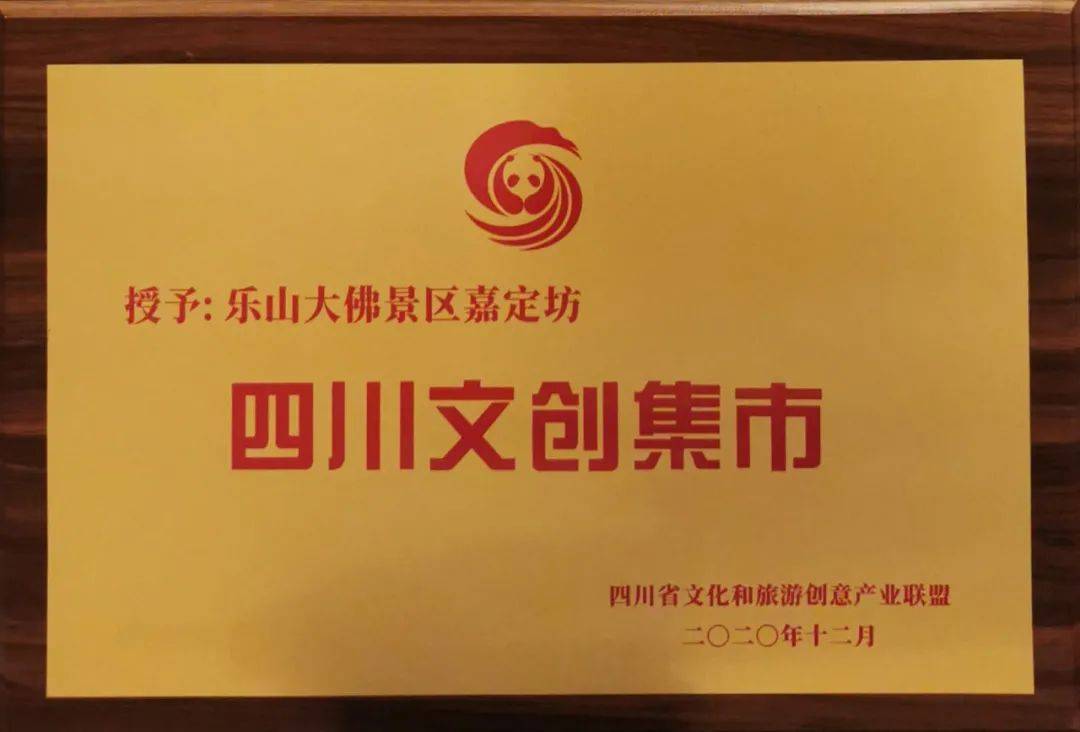 授予: 乐山大佛景区嘉定坊
四川文创集市
四川省文化和旅游创意产业联盟
二〇二〇年十二月